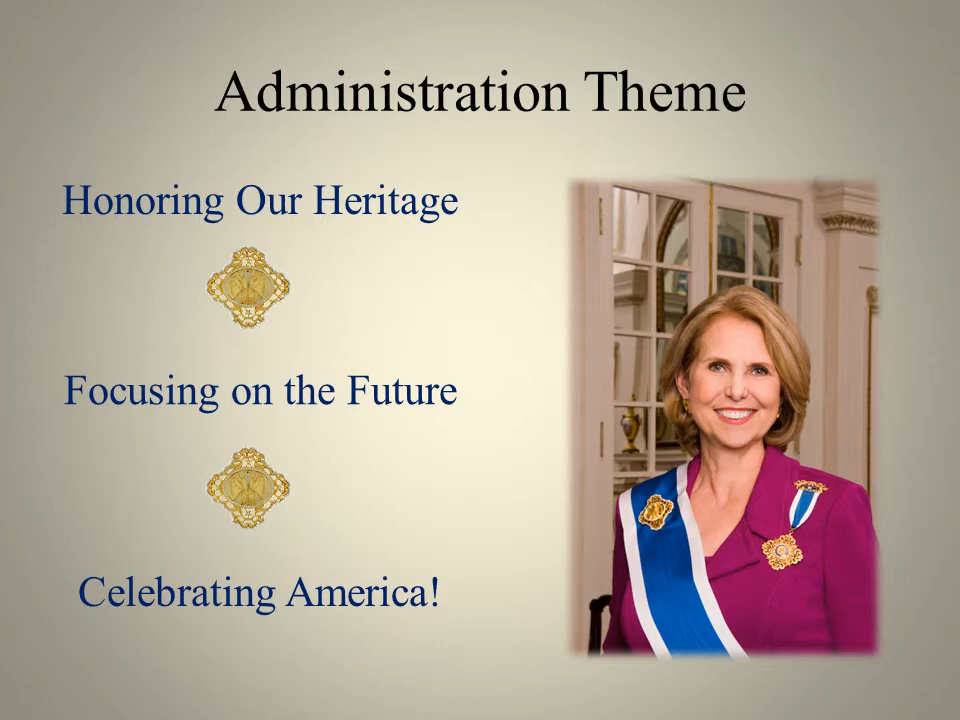 Administration Theme
Honoring Our Heritage
Focusing on the Future
Celebrating America!